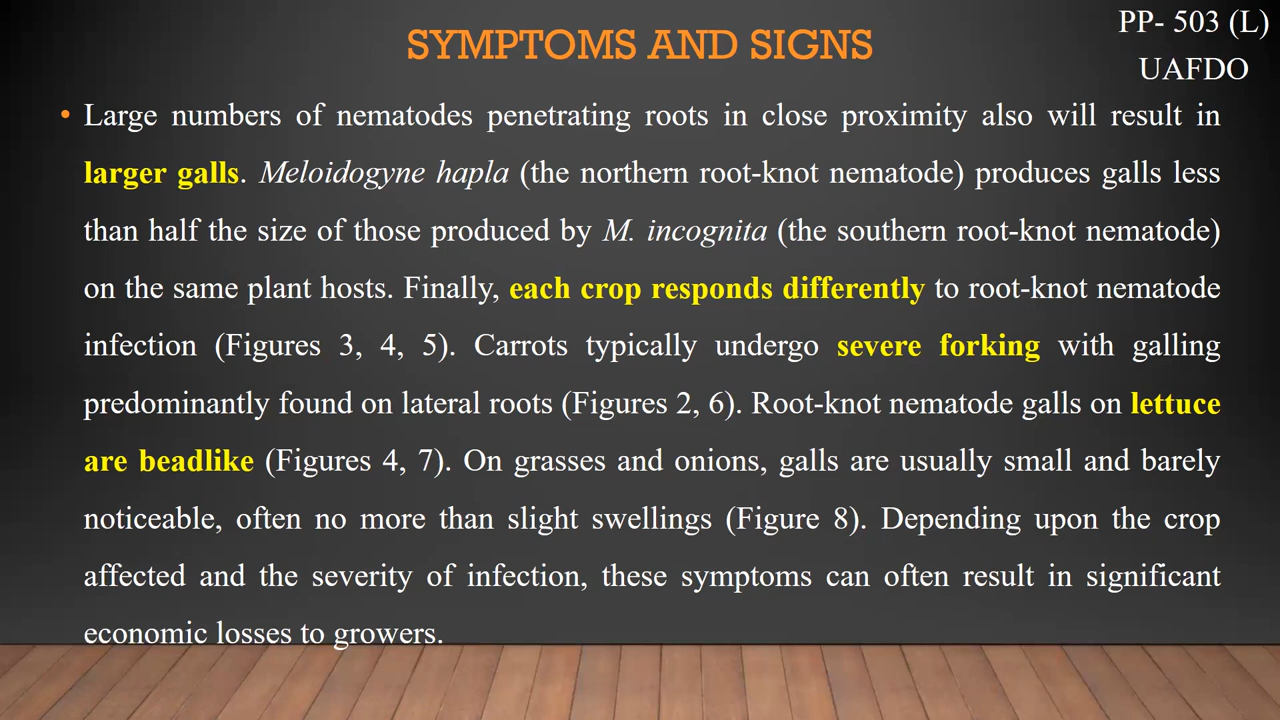 SYMPTOMS AND SIGNS
PP- 503 (L)
UAFDO
• Large numbers of nematodes penetrating roots in close proximity also will result in
larger galls. Meloidogyne hapla (the northern root-knot nematode) produces galls less
than half the size of those produced by M. incognita (the southern root-knot nematode)
on the same plant hosts. Finally, each crop responds differently to root-knot nematode
infection (Figures 3, 4, 5). Carrots typically undergo severe forking with galling
predominantly found on lateral roots (Figures 2, 6). Root-knot nematode galls on lettuce
are beadlike (Figures 4, 7). On grasses and onions, galls are usually small and barely
noticeable, often no more than slight swellings (Figure 8). Depending upon the crop
affected and the severity of infection, these symptoms can often result in significant
economic losses to growers.